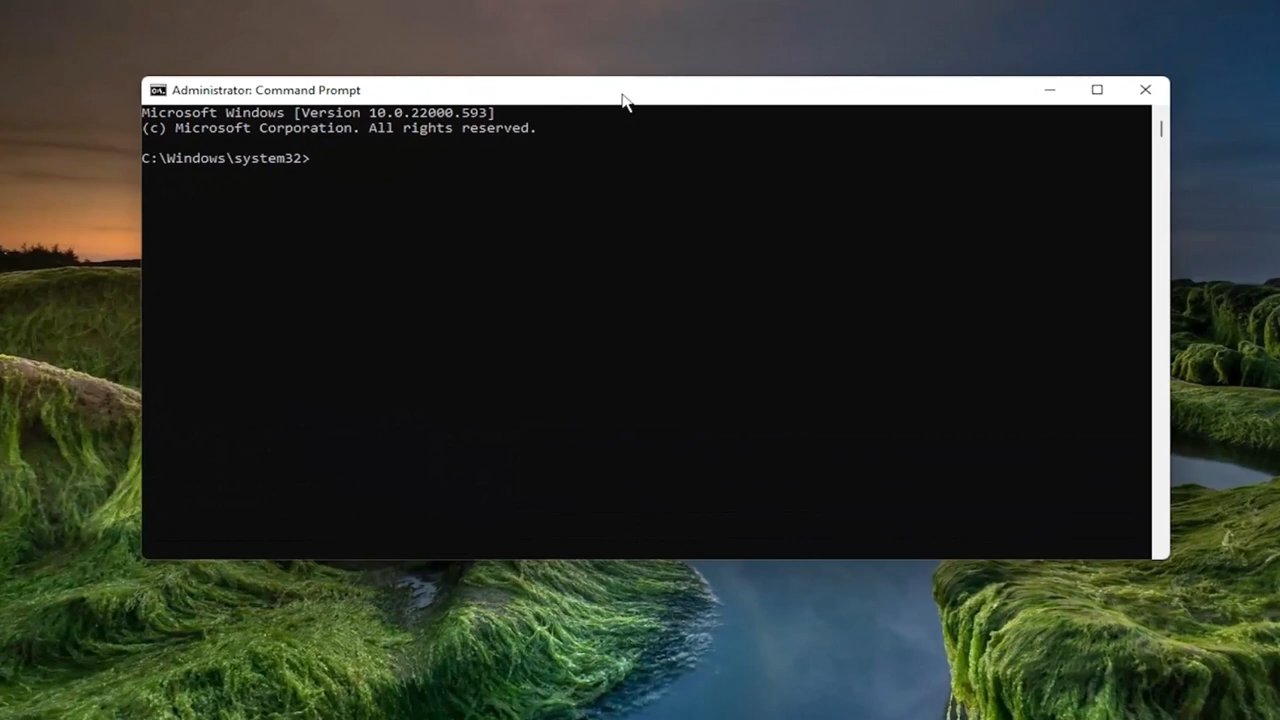 Administrator: Command Prompt
Microsoft Windows [Version 10.0.22000.593]
(c) Microsoft Corporation. All rights reserved.
C:\Windows\system32>